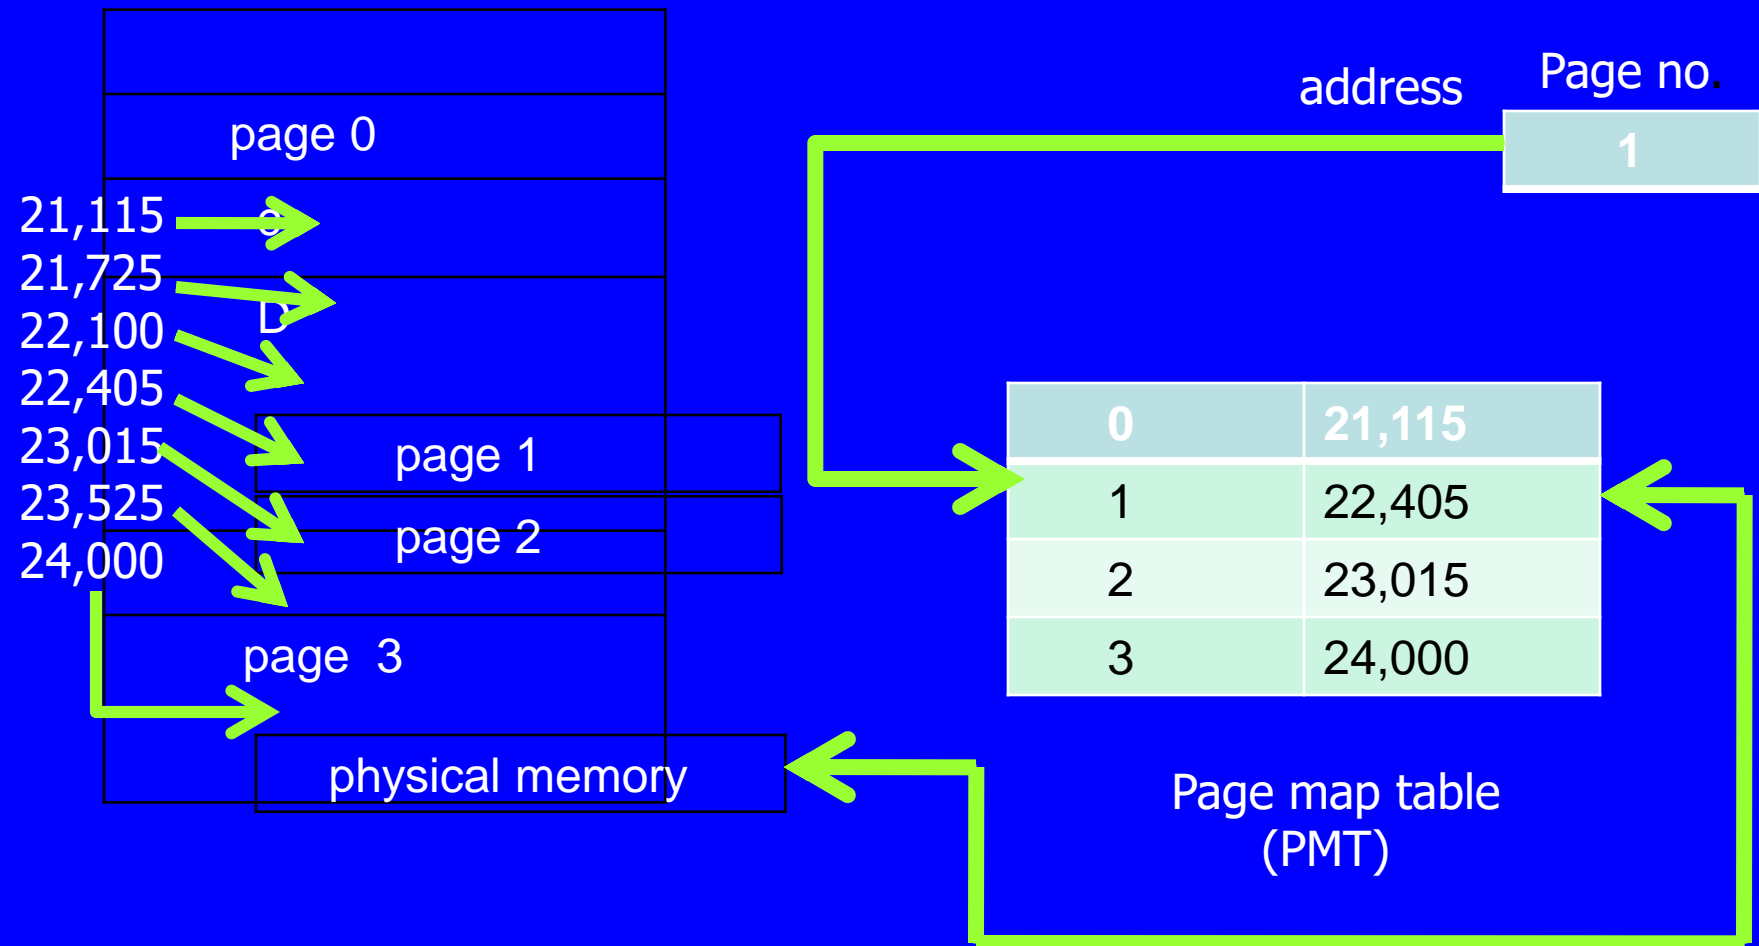 page 0
21,115
21,725
D
22,100
22,405
23,015
23,525
24,000
page 1
page 2
page 3
physical memory
address
Page no.
1
0 21,115
1 22,405
2 23,015
3 24,000
Page map table
(PMT)